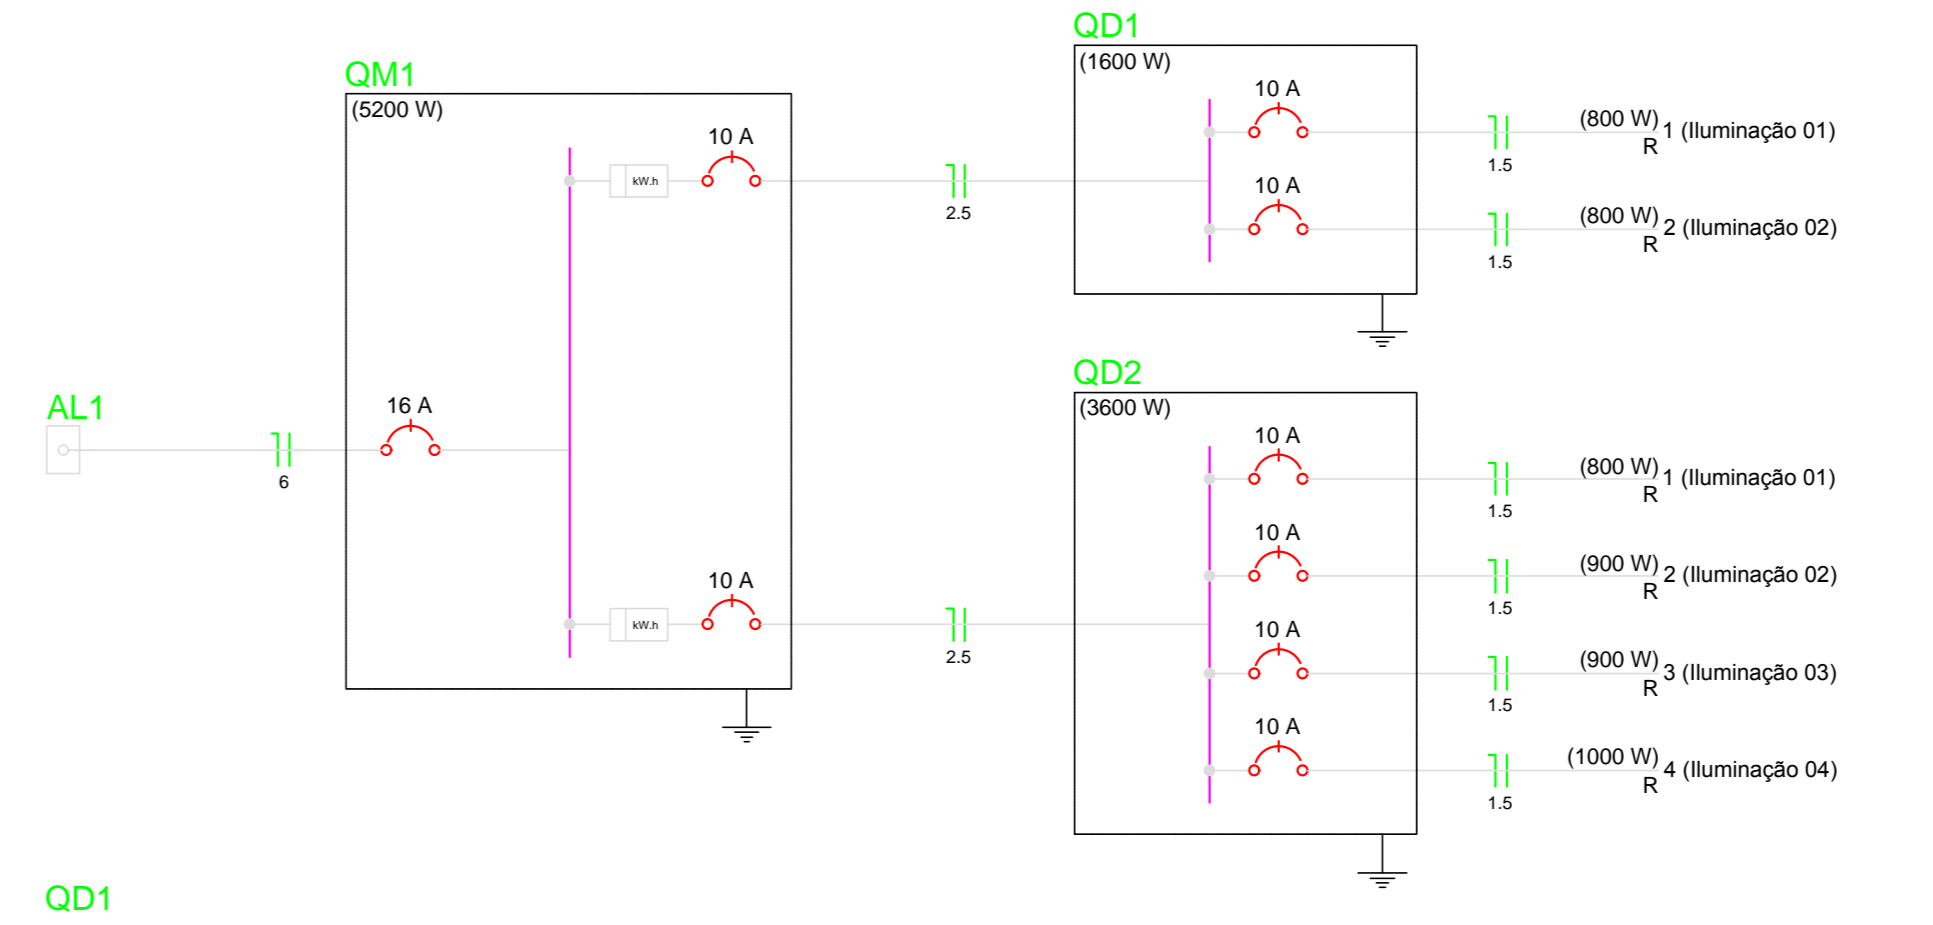 QM1
(5200 W)
10 A
kW.h
2.5
16 A
AL1
6
10 A
kW.h
2.5
QD1
(1600 W)
10 A
1.5
(800 W)
R
1 (Iluminação 01)
10 A
1.5
(800 W)
R
2 (Iluminação 02)
QD2
(3600 W)
10 A
1.5
(800 W)
R
1 (Iluminação 01)
10 A
1.5
(900 W)
R
2 (Iluminação 02)
10 A
1.5
(900 W)
R
3 (Iluminação 03)
10 A
1.5
(1000 W)
R
4 (Iluminação 04)
QD1